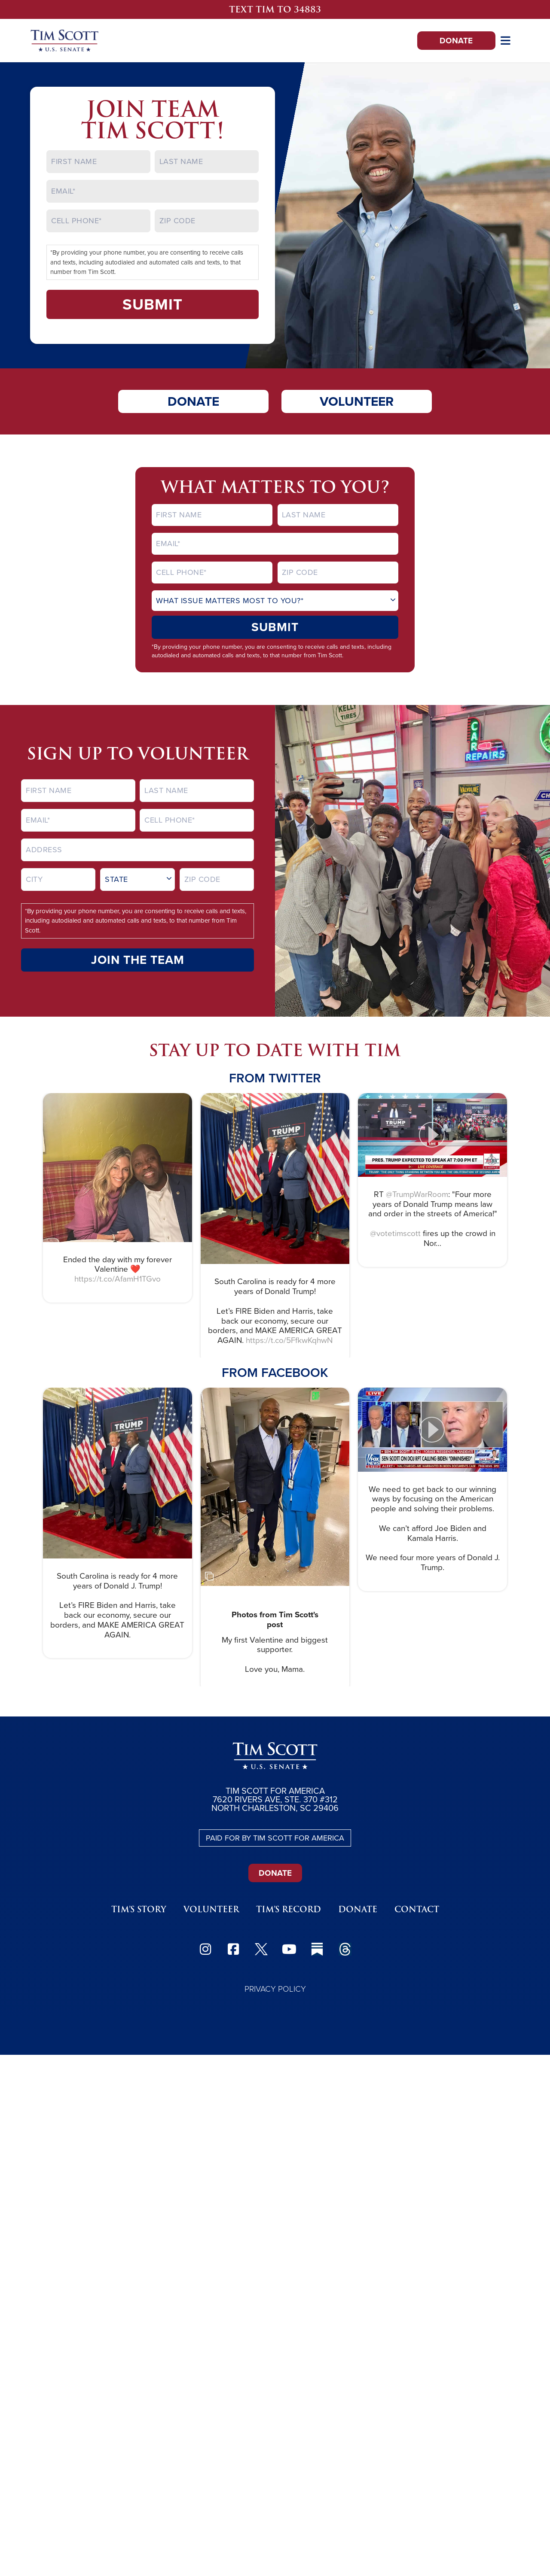 TEXT TIM TO 34883
TIM SCOTT
U.S. SENATE
DONATE
JOIN TEAM
TIM SCOTT!
FIRST NAME
LAST NAME
EMAIL*
CELL PHONE*
ZIP CODE
*By providing your phone number, you are consenting to receive calls
and texts, including autodialed and automated calls and texts, to that
number from Tim Scott.
SUBMIT
DONATE
VOLUNTEER
WHAT MATTERS TO YOU?
FIRST NAME
LAST NAME
EMAIL*
CELL PHONE*
ZIP CODE
WHAT ISSUE MATTERS MOST TO YOU?*
SUBMIT
*By providing your phone number, you are consenting to receive calls and texts, including
autodialed and automated calls and texts, to that number from Tim Scott.
SIGN UP TO VOLUNTEER
FIRST NAME
LAST NAME
EMAIL*
CELL PHONE*
ADDRESS
CITY
STATE
ZIP CODE
*By providing your phone number, you are consenting to receive calls and texts,
including autodialed and automated calls and texts, to that number from Tim
Scott.
JOIN THE TEAM
KELLY
TIRES
CAR
REPAIRS
VALVOLINE
STAY UP TO DATE WITH TIM
FROM TWITTER
Ended the day with my forever
Valentine ❤️
https://t.co/AfamH1TGvo
TRUMP
South Carolina is ready for 4 more
years of Donald Trump!
Let's FIRE Biden and Harris, take
back our economy, secure our
borders, and MAKE AMERICA GREAT
AGAIN. https://t.co/5FfkwKqhwN
TRUMP
PRES. TRUMP EXPECTED TO SPEAK AT 7:00 PM ET
LIVE COVERAGE
RT @TrumpWarRoom: "Four more
years of Donald Trump means law
and order in the streets of America!"
@votetimscott fires up the crowd in
Nor...
FROM FACEBOOK
TRUMP
South Carolina is ready for 4 more
years of Donald J. Trump!
Let's FIRE Biden and Harris, take
back our economy, secure our
borders, and MAKE AMERICA GREAT
AGAIN.
Photos from Tim Scott's
post
My first Valentine and biggest
supporter.
Love you, Mama.
LIVE
SEN SCOTT ON DOJ RPT CALLING BIDEN "DIMINISHED"
We need to get back to our winning
ways by focusing on the American
people and solving their problems.
We can't afford Joe Biden and
Kamala Harris.
We need four more years of Donald J.
Trump.
TIM SCOTT
U.S. SENATE
TIM SCOTT FOR AMERICA
7620 RIVERS AVE, STE. 370 #312
NORTH CHARLESTON, SC 29406
PAID FOR BY TIM SCOTT FOR AMERICA
DONATE
TIM'S STORY
VOLUNTEER
TIM'S RECORD
DONATE
CONTACT
PRIVACY POLICY